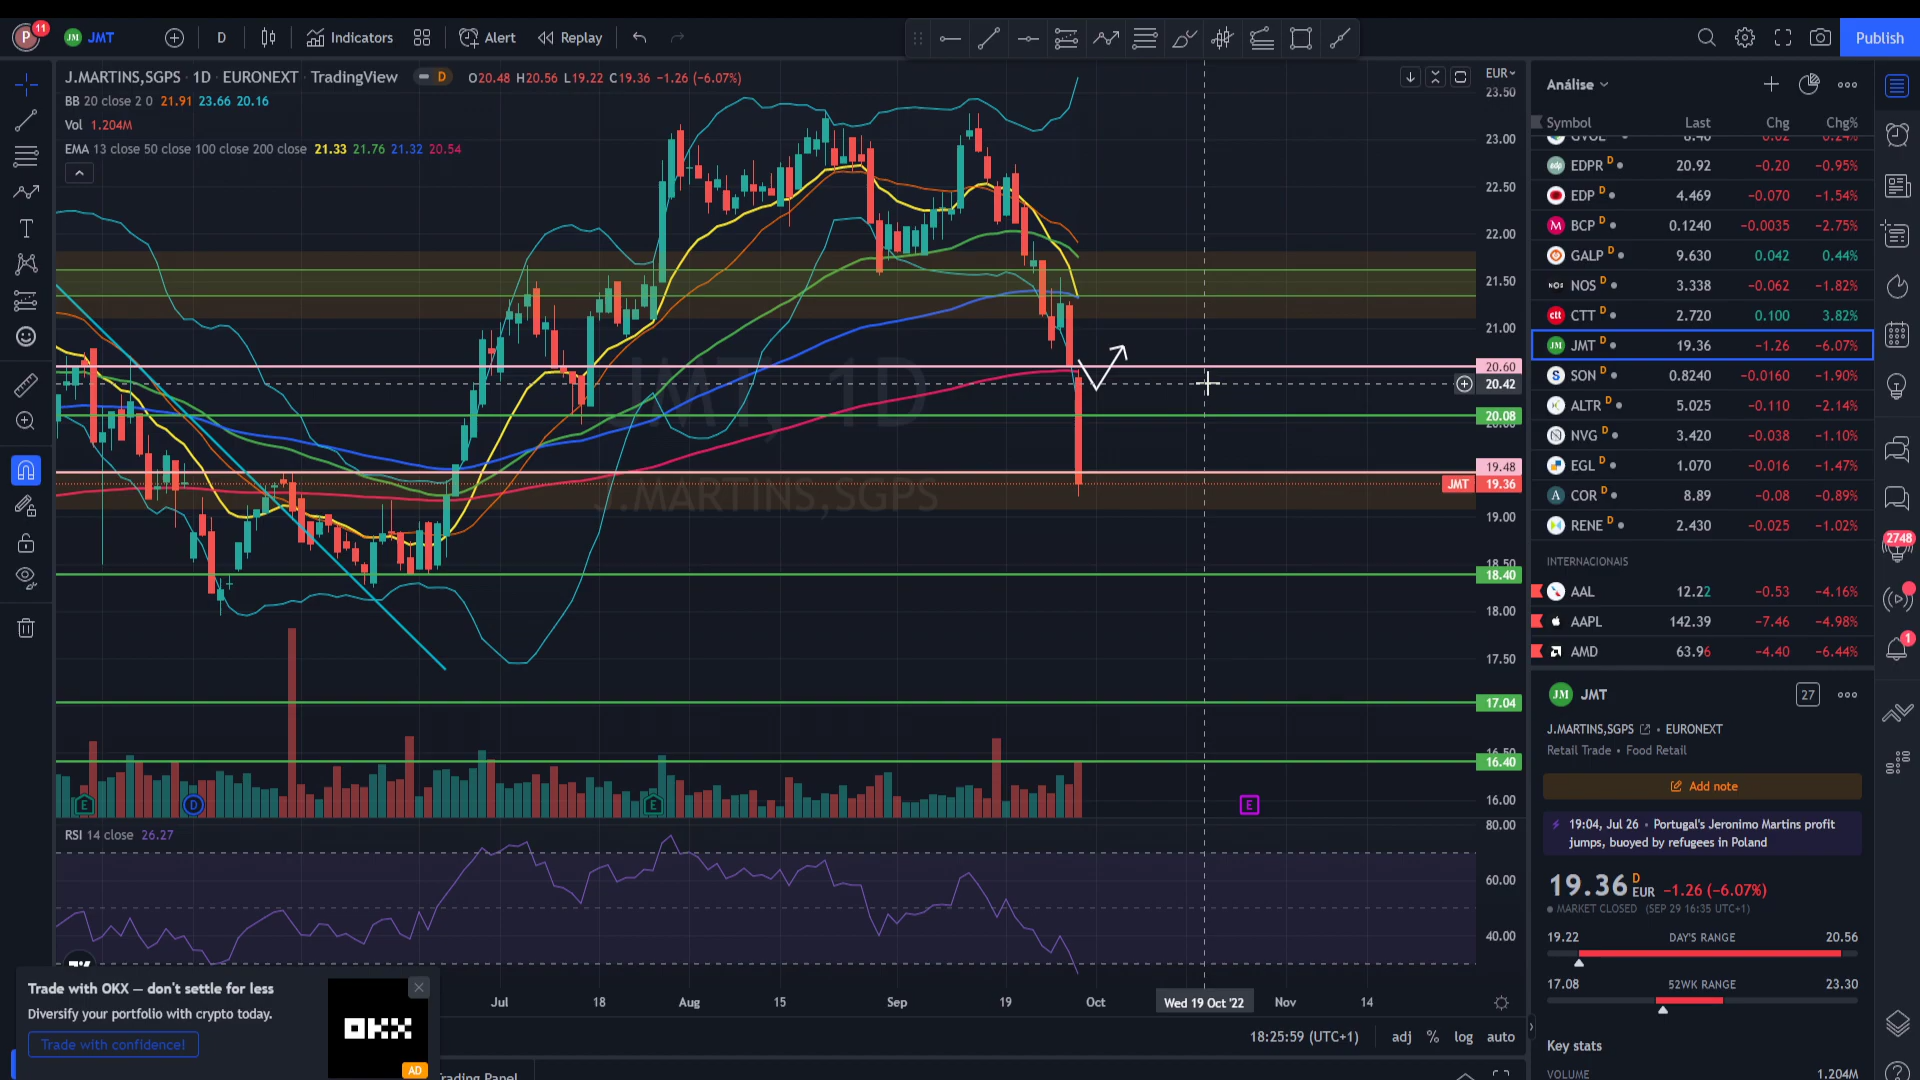 P 11 JMT D Indicators Alert Replay Publish
J.MARTINS,SGPS · 1D · EURONEXT · TradingView D O20.48 H20.56 L19.22 C19.36 −1.26 (−6.07%)
BB 20 close 2 0 21.91 23.66 20.16
Vol 1.204M
EMA 13 close 50 close 100 close 200 close 21.33 21.76 21.32 20.54
JMT, 1D
J.MARTINS,SGPS
EUR
23.50
23.00
22.50
22.00
21.50
21.00
20.60
20.42
20.08
20.00
19.48
JMT 19.36
19.00
18.50
18.40
18.00
17.50
17.04
16.50
16.40
16.00
E D E E
RSI 14 close 26.27
80.00
60.00
40.00
Jul 18 Aug 15 Sep 19 Oct Wed 19 Oct '22 Nov 14
18:25:59 (UTC+1) adj % log auto
Trading Panel
Trade with OKX — don't settle for less
Diversify your portfolio with crypto today.
Trade with confidence!
OKX
AD
Análise
Symbol Last Chg Chg%
EDPR D 20.92 −0.20 −0.95%
EDP D 4.469 −0.070 −1.54%
BCP D 0.1240 −0.0035 −2.75%
GALP D 9.630 0.042 0.44%
NOS D 3.338 −0.062 −1.82%
CTT D 2.720 0.100 3.82%
JMT D 19.36 −1.26 −6.07%
SON D 0.8240 −0.0160 −1.90%
ALTR D 5.025 −0.110 −2.14%
NVG D 3.420 −0.038 −1.10%
EGL D 1.070 −0.016 −1.47%
COR D 8.89 −0.08 −0.89%
RENE D 2.430 −0.025 −1.02%
INTERNACIONAIS
AAL 12.22 −0.53 −4.16%
AAPL 142.39 −7.46 −4.98%
AMD 63.96 −4.40 −6.44%
JM JMT 27
J.MARTINS,SGPS • EURONEXT
Retail Trade • Food Retail
Add note
19:04, Jul 26 • Portugal's Jeronimo Martins profit
jumps, buoyed by refugees in Poland
19.36 D EUR −1.26 (−6.07%)
MARKET CLOSED (SEP 29 16:35 UTC+1)
19.22 DAY'S RANGE 20.56
17.08 52WK RANGE 23.30
Key stats
VOLUME 1.204M
2748
1